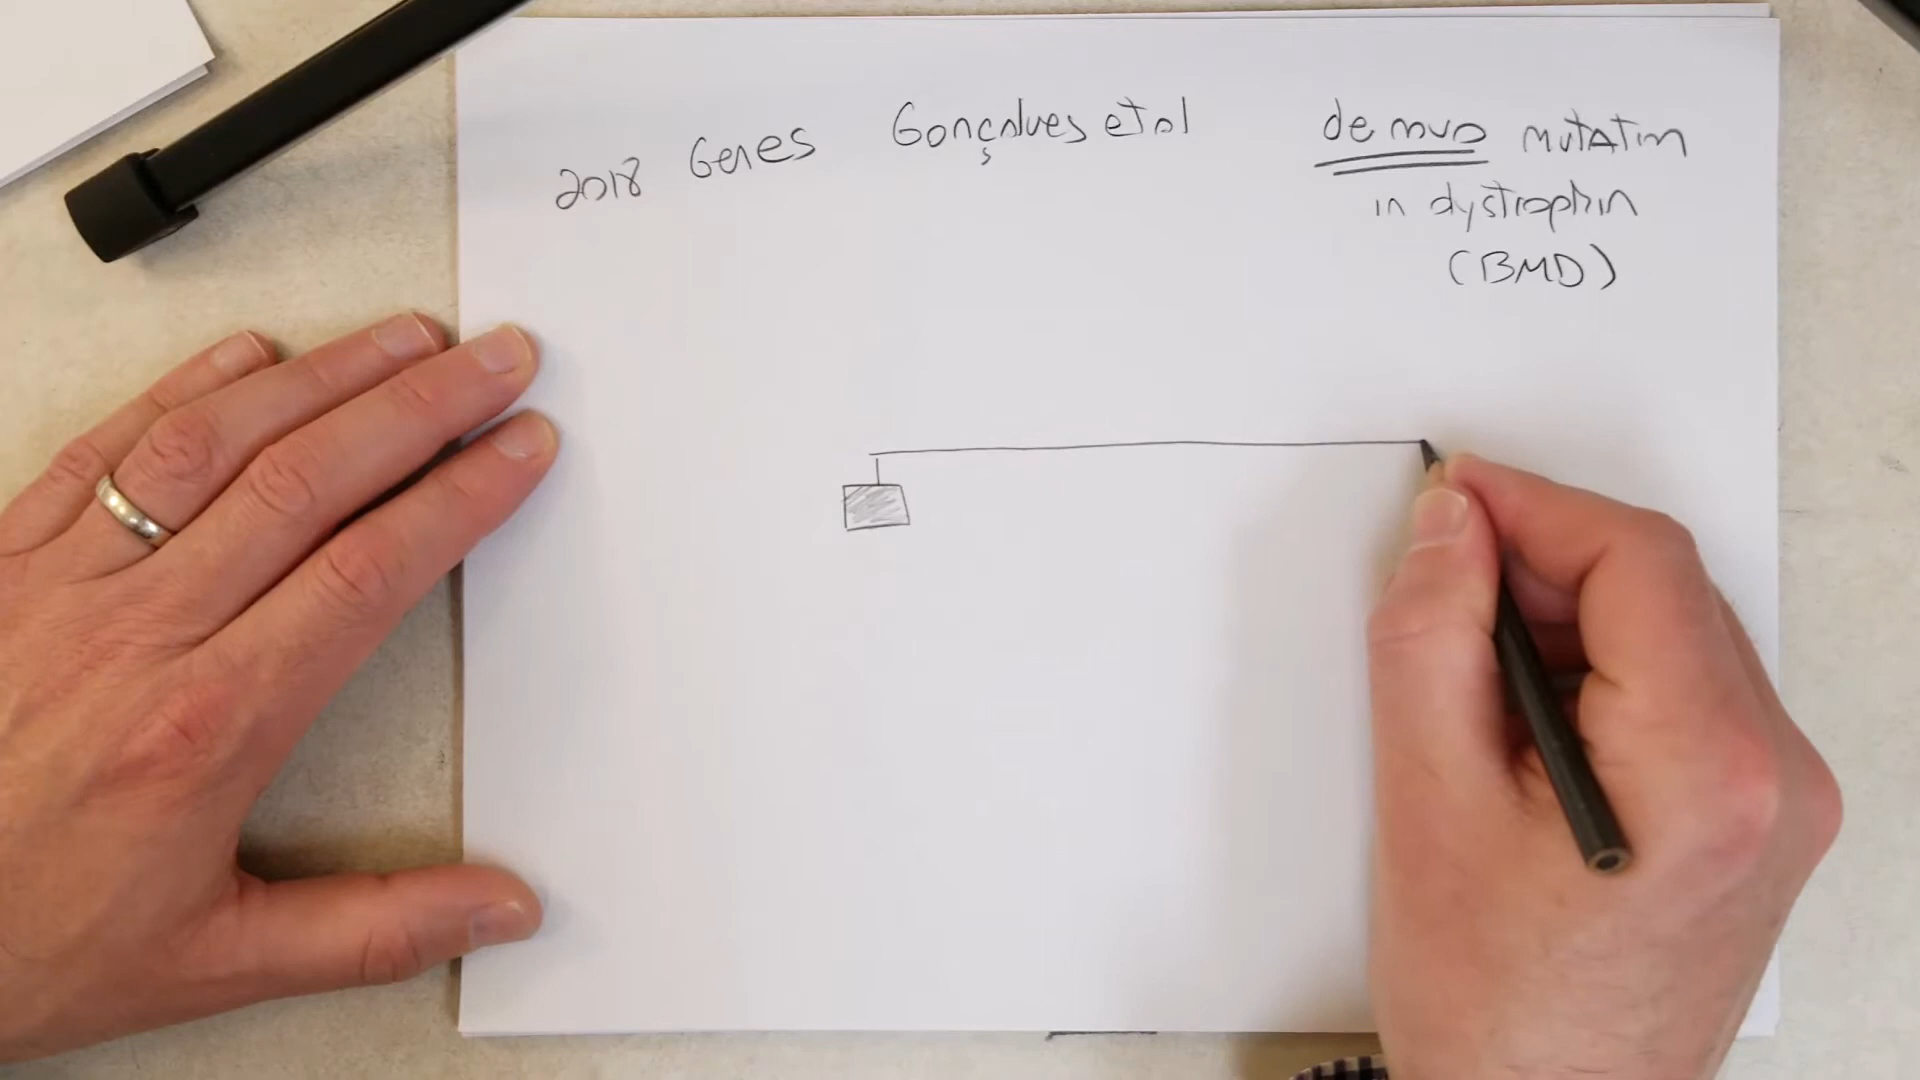 2018 Genes Gonçalves et al
de novo mutation
in dystrophin
(BMD)